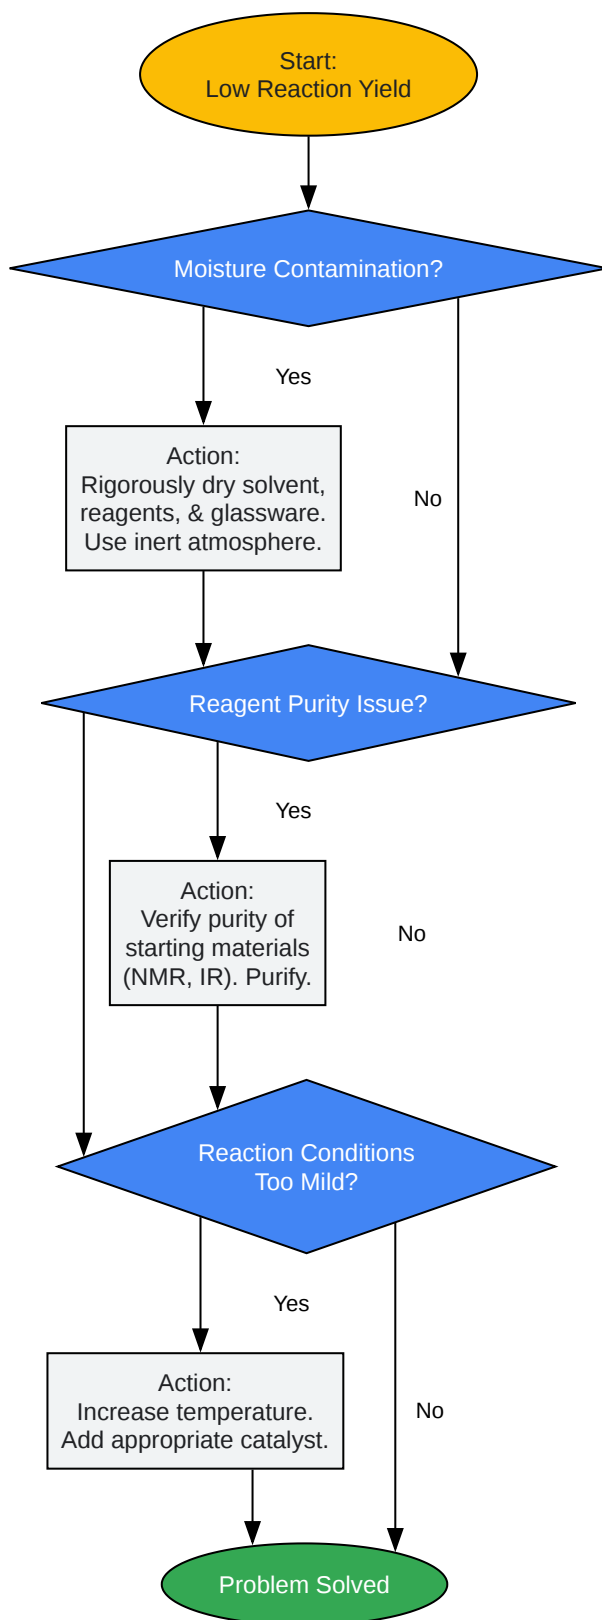 Start:
Low Reaction Yield
Moisture Contamination?
Yes
Action:
Rigorously dry solvent,
reagents, & glassware.
Use inert atmosphere.
No
Reagent Purity Issue?
Yes
Action:
Verify purity of
starting materials
(NMR, IR). Purify.
No
Reaction Conditions
Too Mild?
Yes
Action:
Increase temperature.
Add appropriate catalyst.
No
Problem Solved